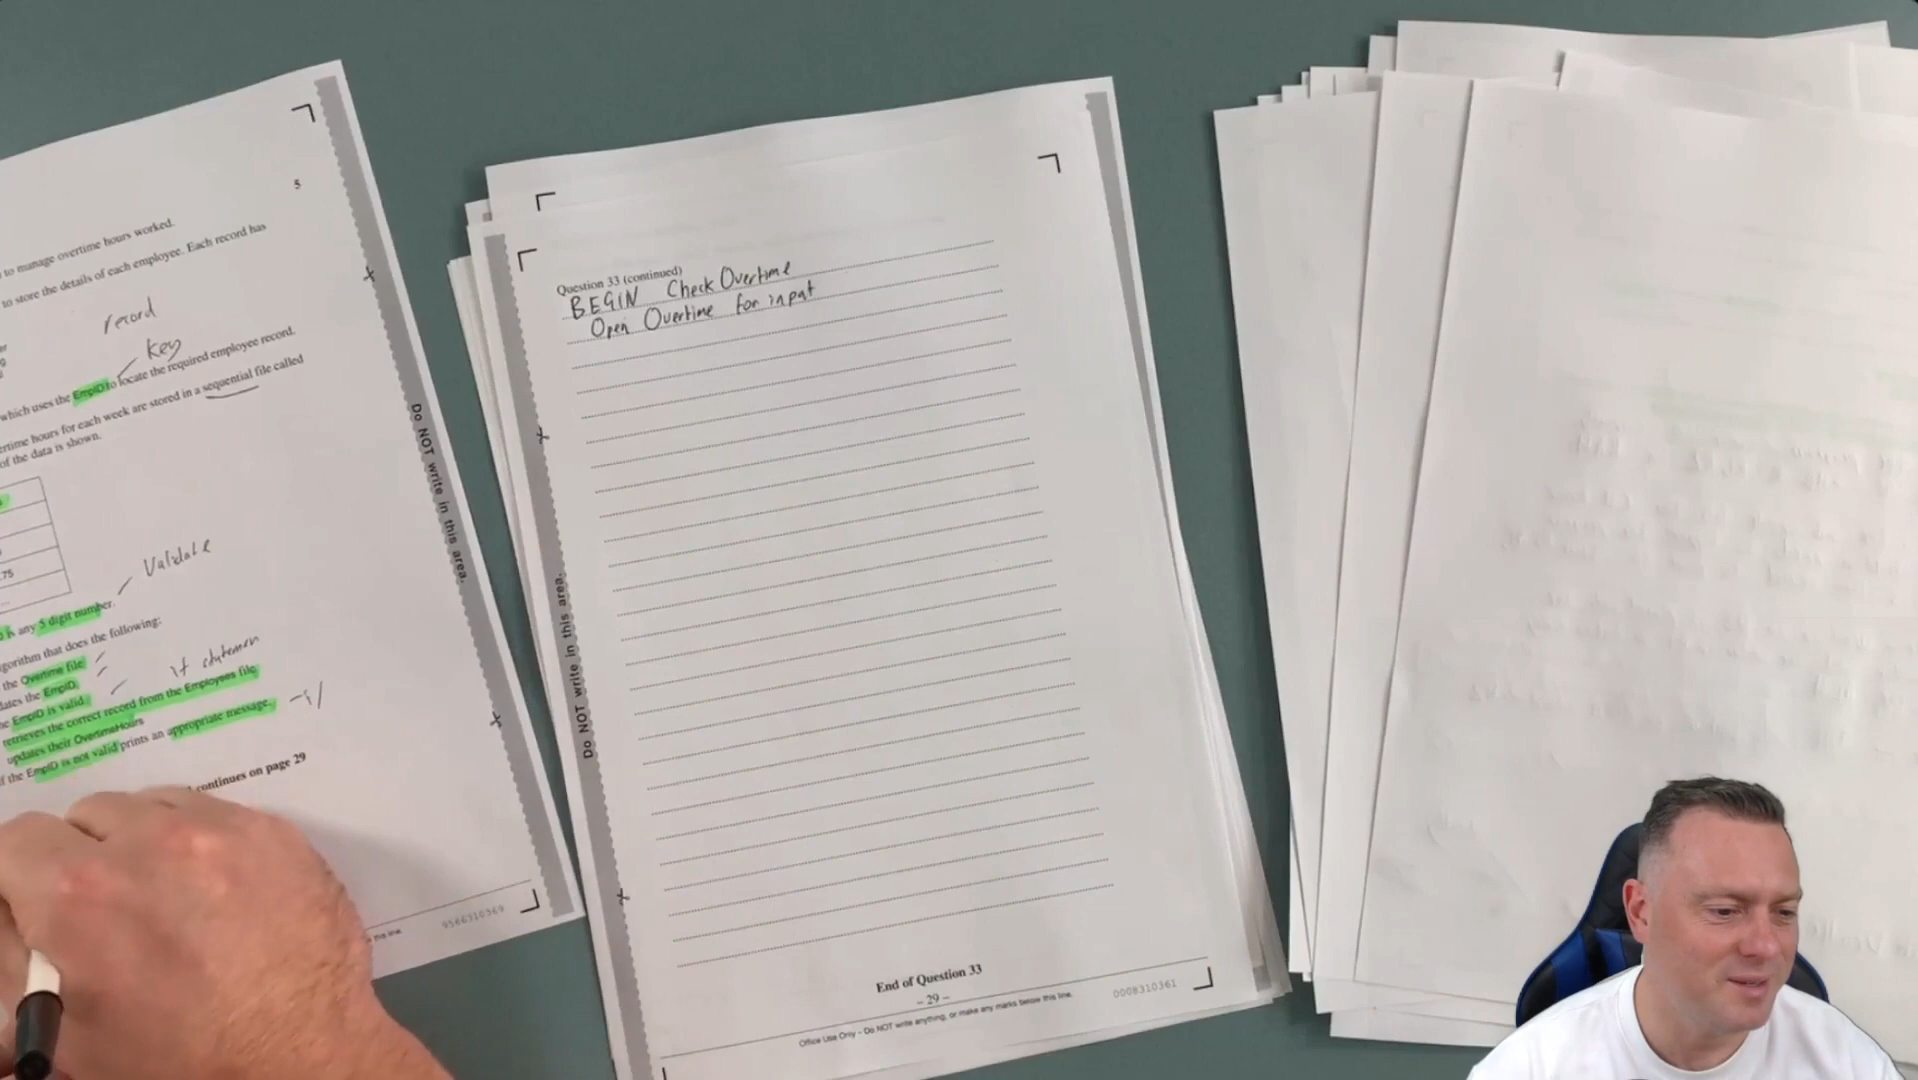 5
to manage overtime hours worked.
to store the details of each employee. Each record has
record
key
which uses the EmpID to locate the required employee record.
ertime hours for each week are stored in a sequential file called
of the data is shown.
.75
...
Validate
is any 5 digit number.
gorithm that does the following:
the Overtime file
dates the EmpID
if statemen
EmpID is valid
retrieves the correct record from the Employees file
updates their OvertimeHours
if the EmpID is not valid prints an appropriate message.
continues on page 29
this line.
9566310369
Do NOT write in this area.
Question 33 (continued)
BEGIN Check Overtime
Open Overtime for input
Do NOT write in this area.
End of Question 33
– 29 –
Office Use Only – Do NOT write anything, or make any marks below this line.
0008310361